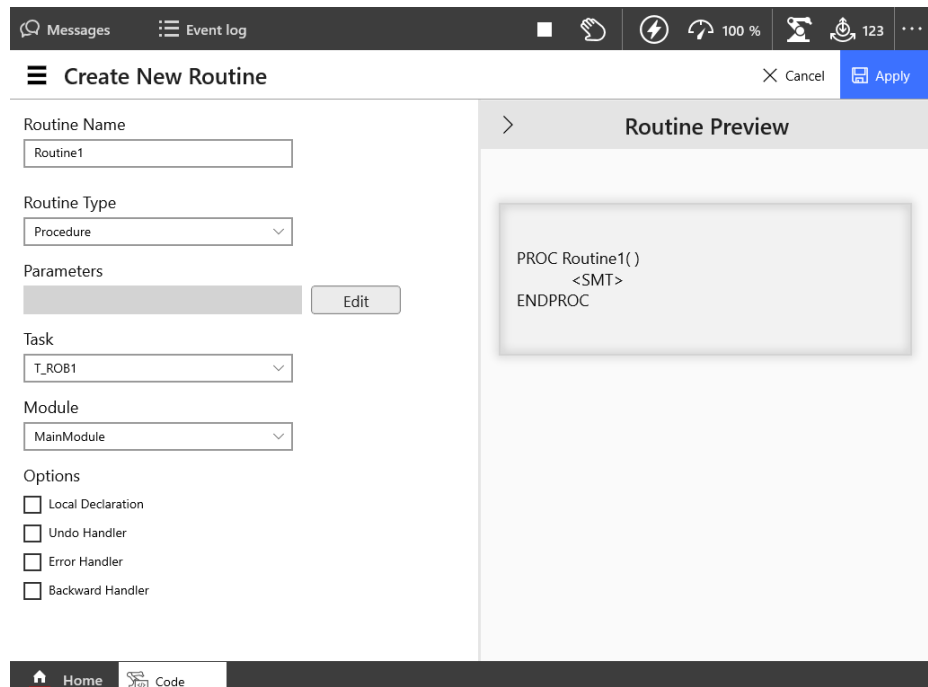 Messages Event log 100 % 123
Create New Routine Cancel Apply
Routine Name
Routine1
Routine Type
Procedure
Parameters
Edit
Task
T_ROB1
Module
MainModule
Options
Local Declaration
Undo Handler
Error Handler
Backward Handler
Routine Preview
PROC Routine1( )
<SMT>
ENDPROC
Home Code